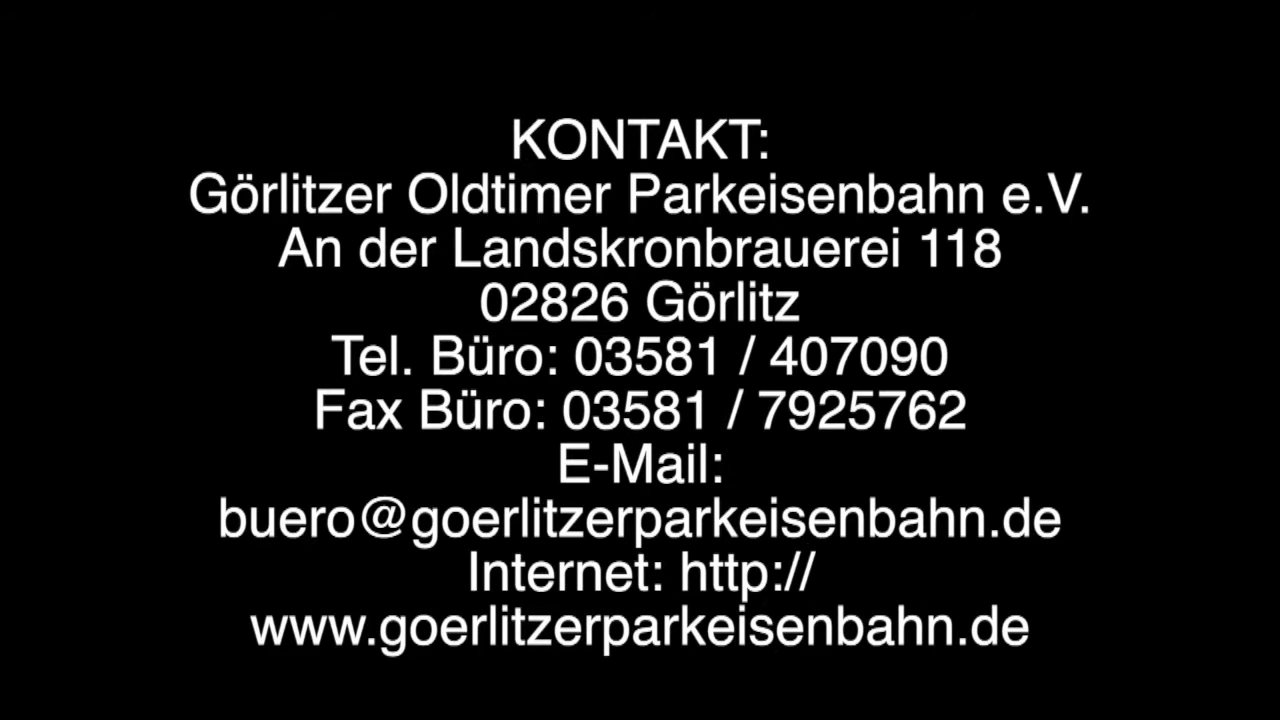 KONTAKT:
Görlitzer Oldtimer Parkeisenbahn e.V.
An der Landskronbrauerei 118
02826 Görlitz
Tel. Büro: 03581 / 407090
Fax Büro: 03581 / 7925762
E-Mail:
buero@goerlitzerparkeisenbahn.de
Internet: http://
www.goerlitzerparkeisenbahn.de